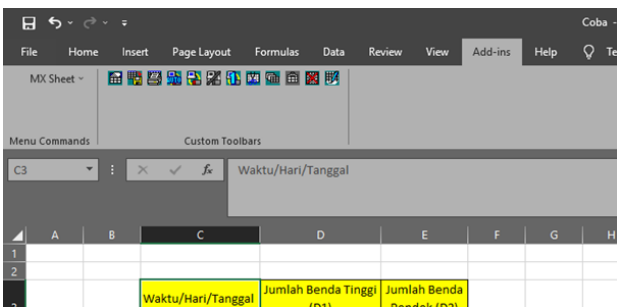 Coba -
File Home Insert Page Layout Formulas Data Review View Add-ins Help Te
MX Sheet
Menu Commands Custom Toolbars
C3 fx Waktu/Hari/Tanggal
A B C D E F G H
1
2
Waktu/Hari/Tanggal Jumlah Benda Tinggi Jumlah Benda